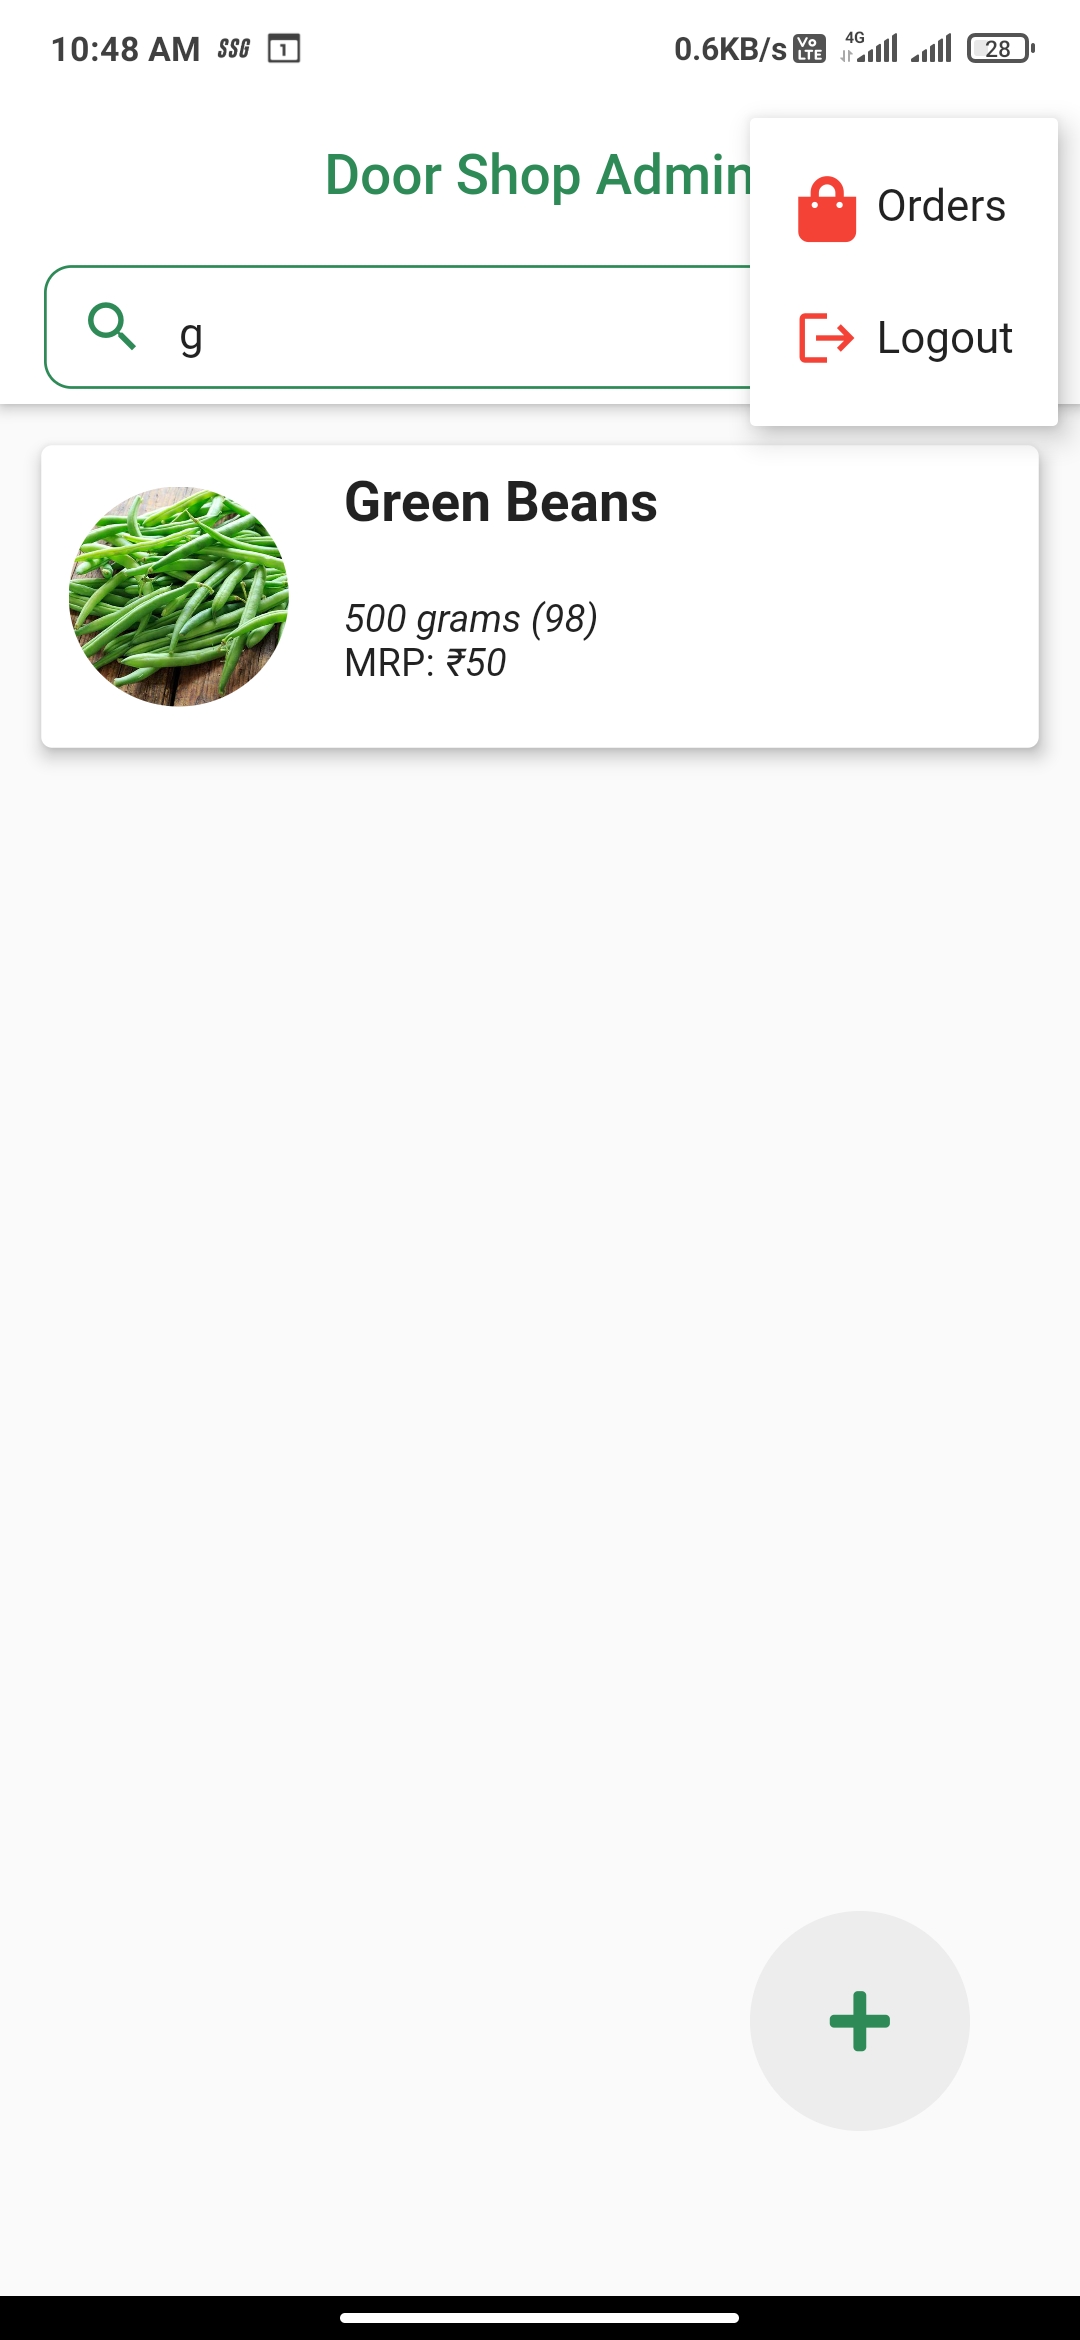 10:48 AM SSG 1 0.6KB/s Vo LTE 4G 28
Door Shop Admin
Orders
g
Logout
Green Beans
500 grams (98)
MRP: ₹50